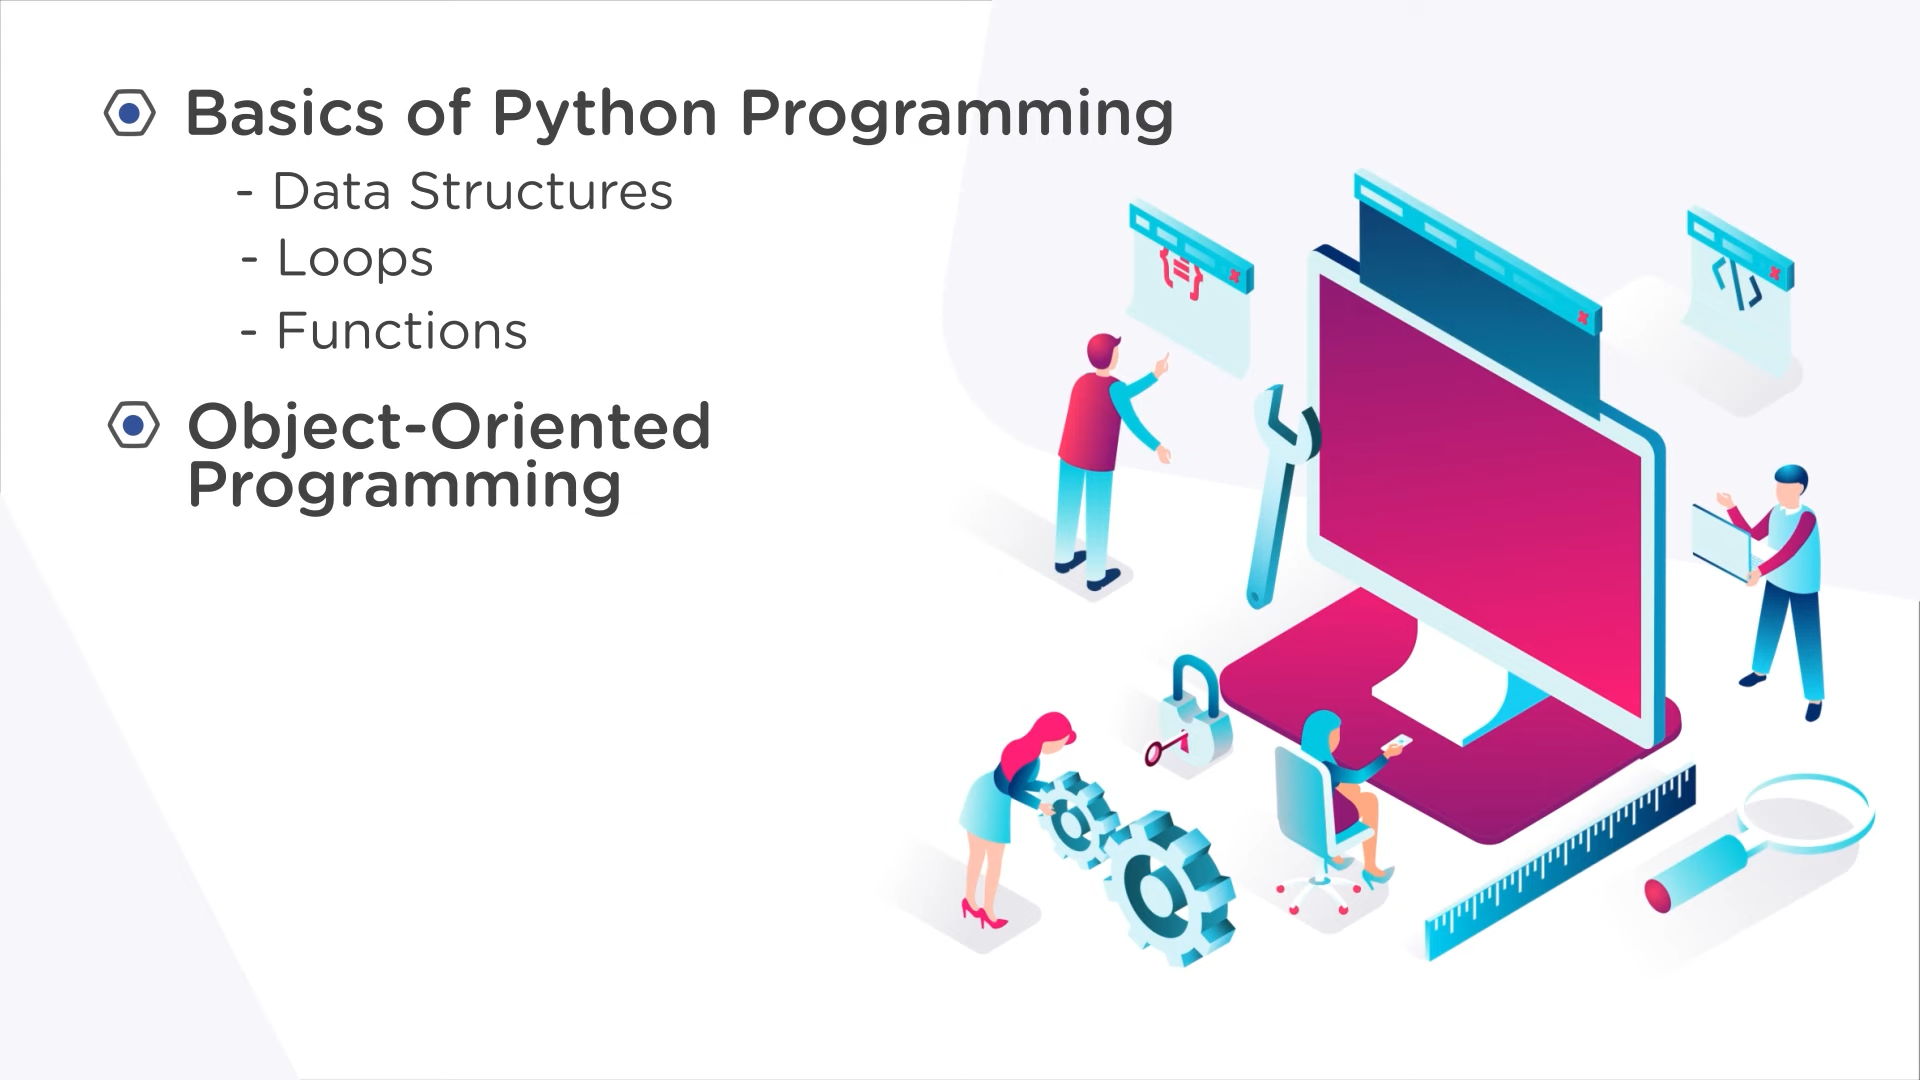 Basics of Python Programming
- Data Structures
- Loops
- Functions
Object-Oriented
Programming